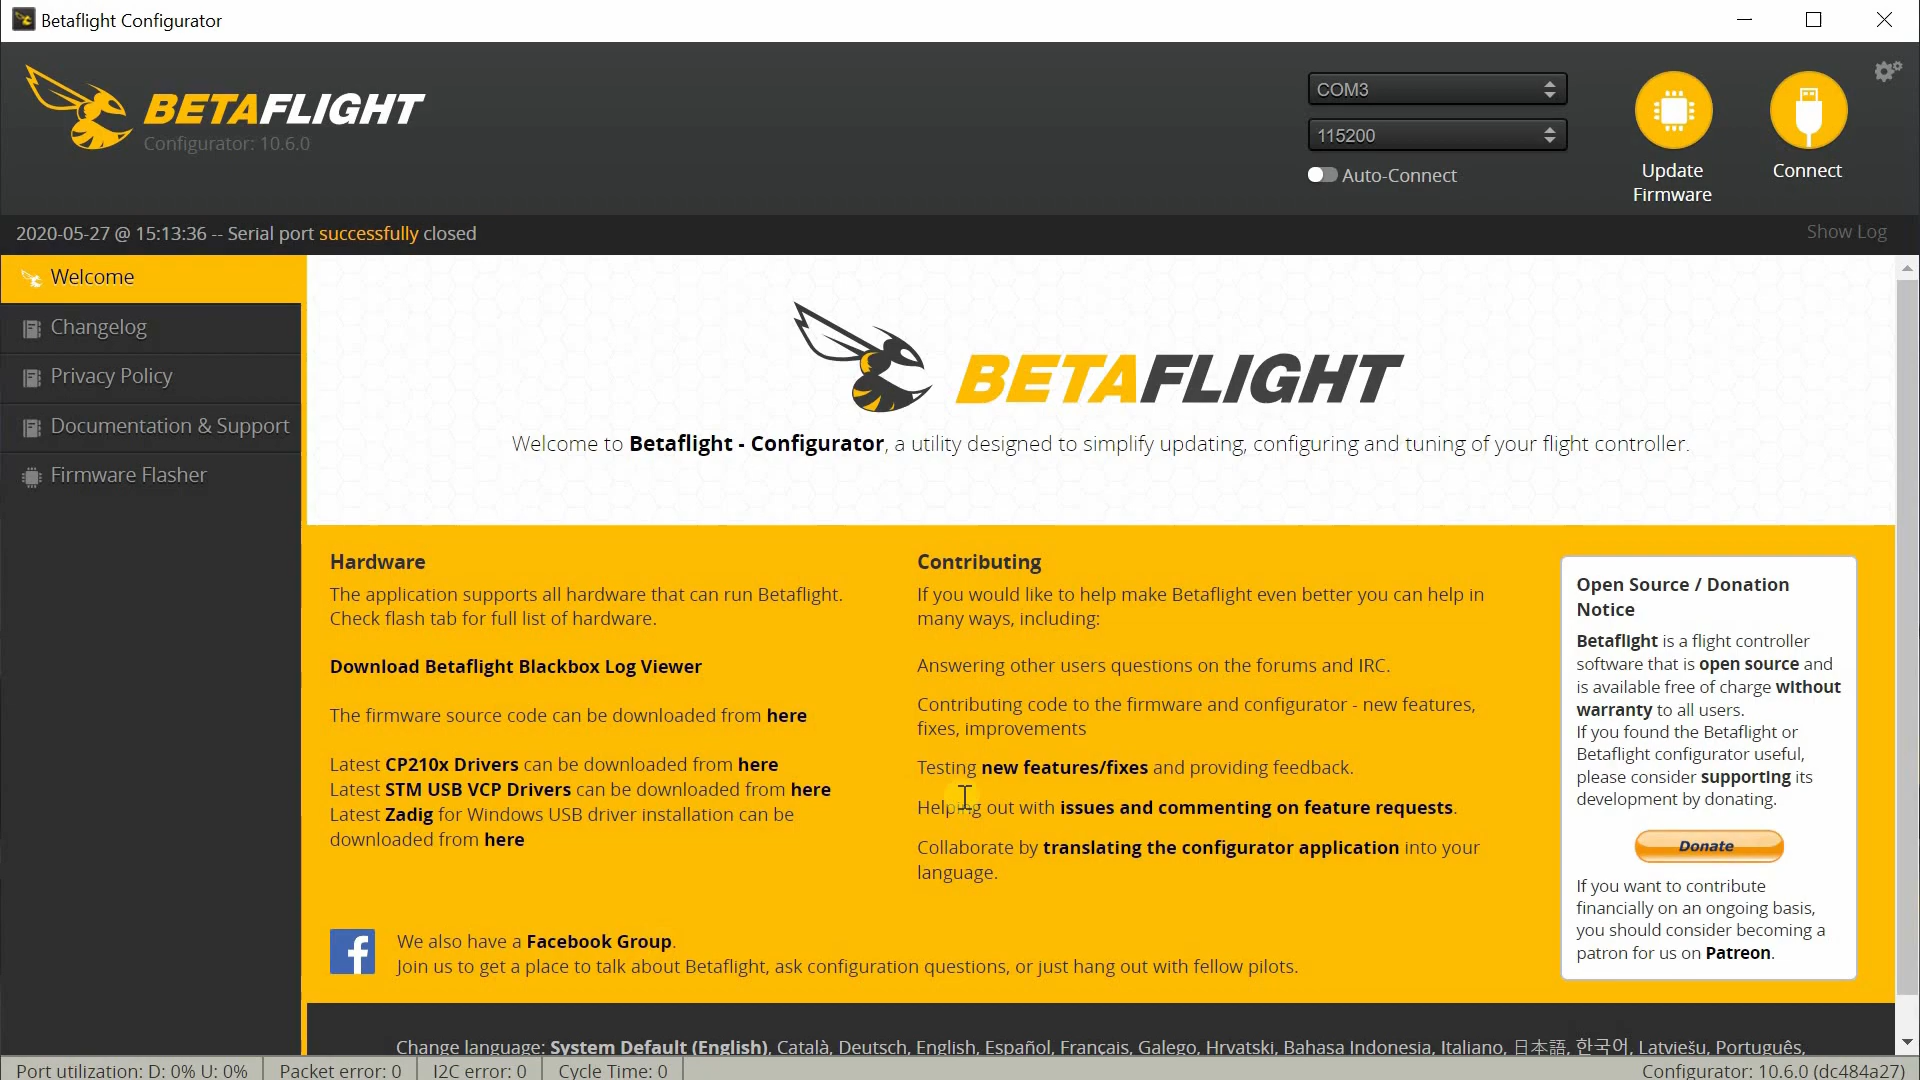 Betaflight Configurator
BETAFLIGHT
Configurator: 10.6.0
COM3
115200
Auto-Connect
Update
Firmware
Connect
2020-05-27 @ 15:13:36 -- Serial port successfully closed
Show Log
Welcome
Changelog
Privacy Policy
Documentation & Support
Firmware Flasher
BETAFLIGHT
Welcome to Betaflight - Configurator, a utility designed to simplify updating, configuring and tuning of your flight controller.
Hardware
The application supports all hardware that can run Betaflight.
Check flash tab for full list of hardware.
Download Betaflight Blackbox Log Viewer
The firmware source code can be downloaded from here
Latest CP210x Drivers can be downloaded from here
Latest STM USB VCP Drivers can be downloaded from here
Latest Zadig for Windows USB driver installation can be
downloaded from here
Contributing
If you would like to help make Betaflight even better you can help in
many ways, including:
Answering other users questions on the forums and IRC.
Contributing code to the firmware and configurator - new features,
fixes, improvements
Testing new features/fixes and providing feedback.
Helping out with issues and commenting on feature requests.
Collaborate by translating the configurator application into your
language.
We also have a Facebook Group.
Join us to get a place to talk about Betaflight, ask configuration questions, or just hang out with fellow pilots.
Open Source / Donation
Notice
Betaflight is a flight controller
software that is open source and
is available free of charge without
warranty to all users.
If you found the Betaflight or
Betaflight configurator useful,
please consider supporting its
development by donating.
Donate
If you want to contribute
financially on an ongoing basis,
you should consider becoming a
patron for us on Patreon.
Change language: System Default (English), Català, Deutsch, English, Español, Français, Galego, Hrvatski, Bahasa Indonesia, Italiano, 日本語, 한국어, Latviešu, Português,
Port utilization: D: 0% U: 0%
Packet error: 0
I2C error: 0
Cycle Time: 0
Configurator: 10.6.0 (dc484a27)